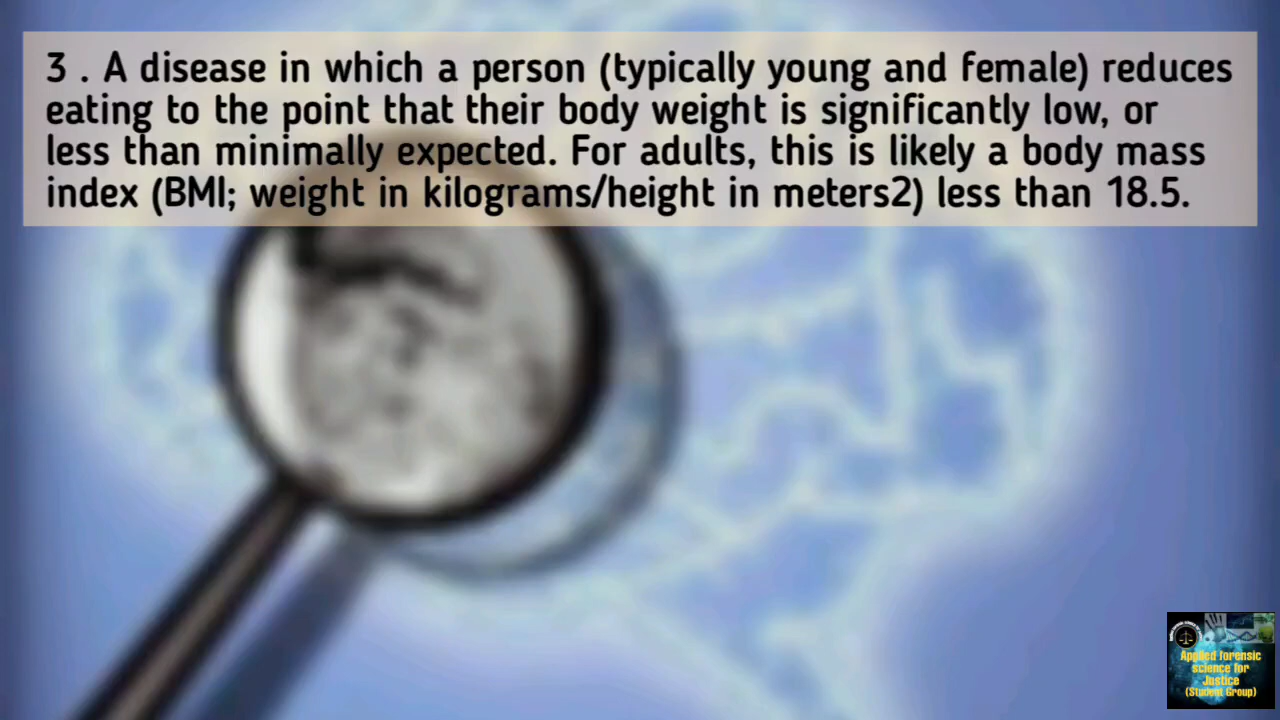 3 . A disease in which a person (typically young and female) reduces
eating to the point that their body weight is significantly low, or
less than minimally expected. For adults, this is likely a body mass
index (BMI; weight in kilograms/height in meters2) less than 18.5.
Applied forensic
science for
Justice
(Student Group)